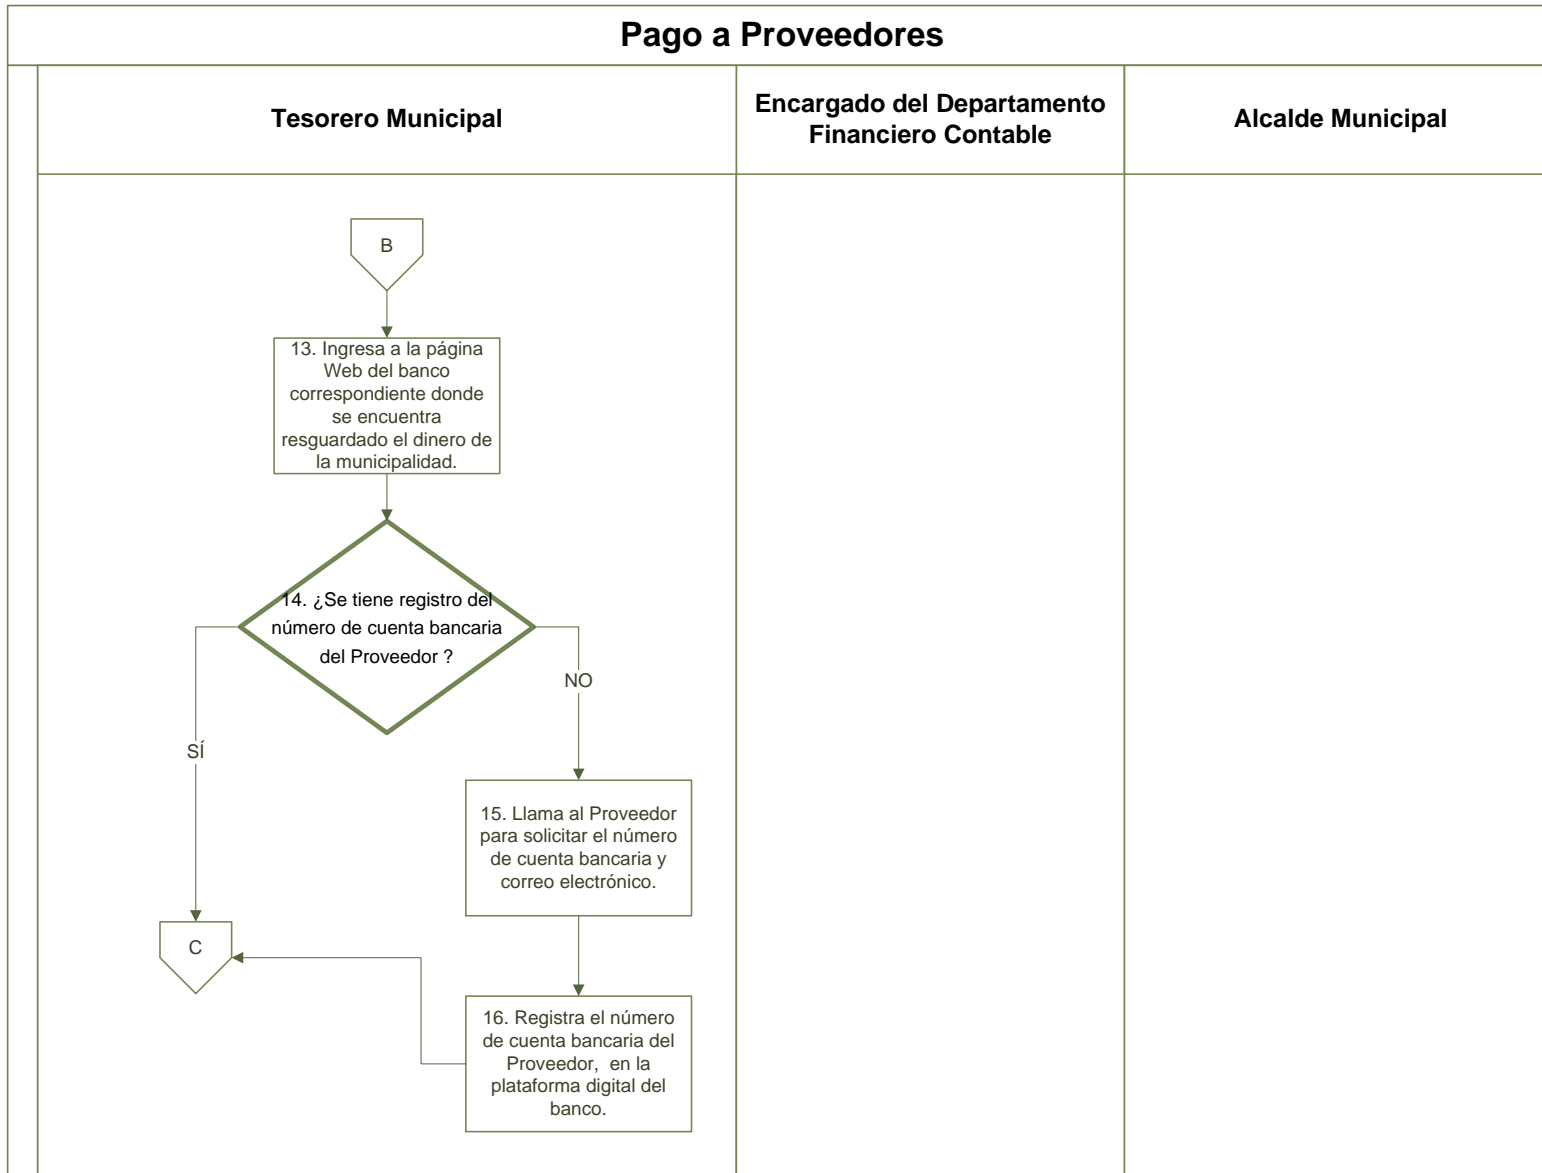 Pago a Proveedores
Tesorero Municipal
Encargado del Departamento
Financiero Contable
Alcalde Municipal
B
13. Ingresa a la página
Web del banco
correspondiente donde
se encuentra
resguardado el dinero de
la municipalidad.
14. ¿Se tiene registro del
número de cuenta bancaria
del Proveedor ?
NO
SÍ
15. Llama al Proveedor
para solicitar el número
de cuenta bancaria y
correo electrónico.
C
16. Registra el número
de cuenta bancaria del
Proveedor,  en la
plataforma digital del
banco.